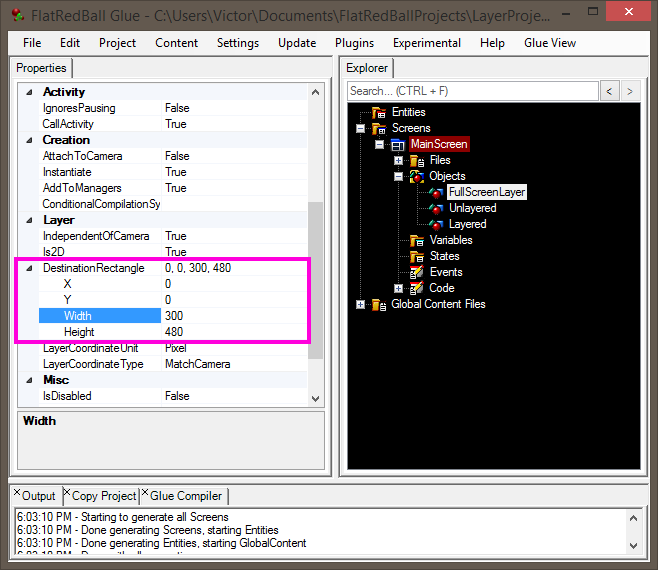 FlatRedBall Glue - C:\Users\Victor\Documents\FlatRedBallProjects\LayerProje...
File Edit Project Content Settings Update Plugins Experimental Help Glue View
Properties
Activity
IgnoresPausing False
CallActivity True
Creation
AttachToCamera False
Instantiate True
AddToManagers True
ConditionalCompilationSy
Layer
IndependentOfCamera True
Is2D True
DestinationRectangle 0, 0, 300, 480
X 0
Y 0
Width 300
Height 480
LayerCoordinateUnit Pixel
LayerCoordinateType MatchCamera
Misc
IsDisabled False
Width
Explorer
Search... (CTRL + F) < >
Entities
Screens
MainScreen
Files
Objects
FullScreenLayer
Unlayered
Layered
Variables
States
Events
Code
Global Content Files
Output Copy Project Glue Compiler
6:03:10 PM - Starting to generate all Screens
6:03:10 PM - Done generating Screens, starting Entities
6:03:10 PM - Done generating Entities, starting GlobalContent